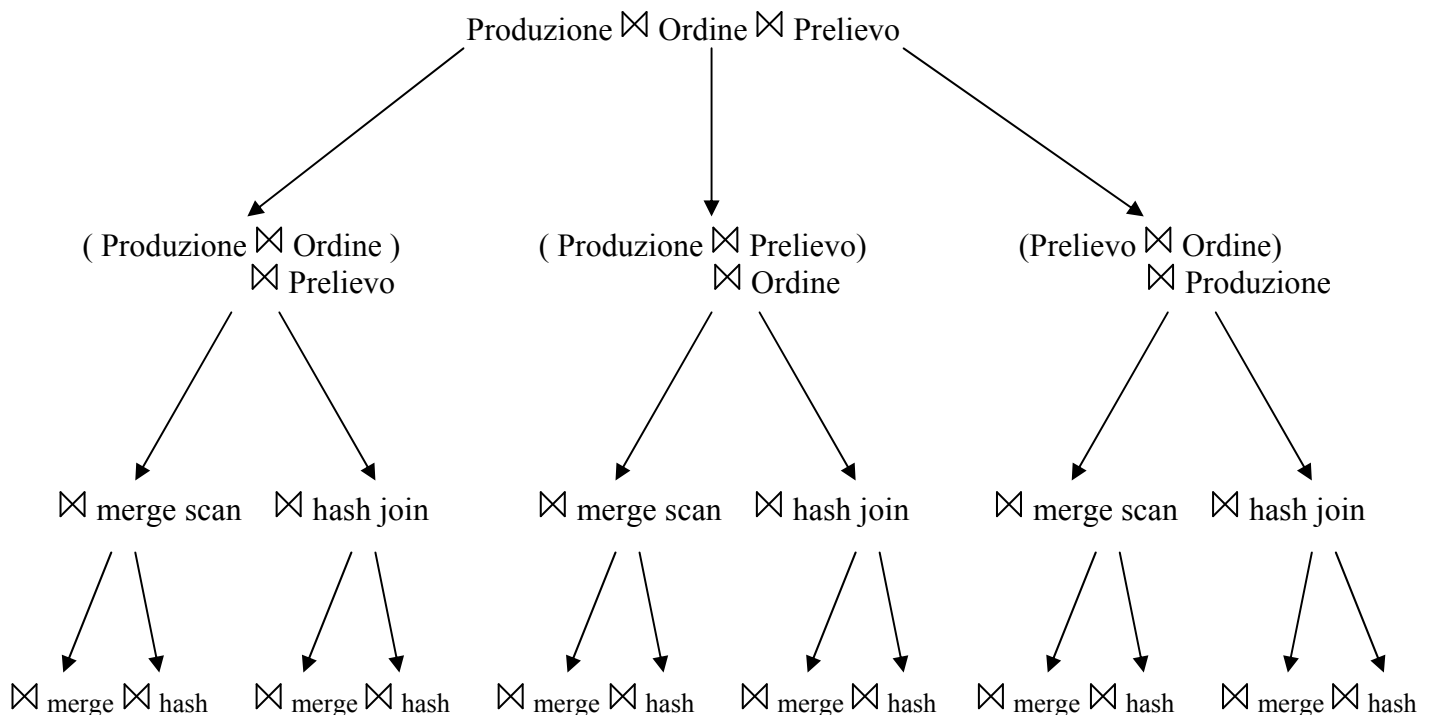 Produzione ⋈ Ordine ⋈ Prelievo
( Produzione ⋈ Ordine )
⋈ Prelievo
( Produzione ⋈ Prelievo)
⋈ Ordine
(Prelievo ⋈ Ordine)
⋈ Produzione
⋈ merge scan ⋈ hash join ⋈ merge scan ⋈ hash join ⋈ merge scan ⋈ hash join
⋈ merge ⋈ hash ⋈ merge ⋈ hash ⋈ merge ⋈ hash ⋈ merge ⋈ hash ⋈ merge ⋈ hash ⋈ merge ⋈ hash